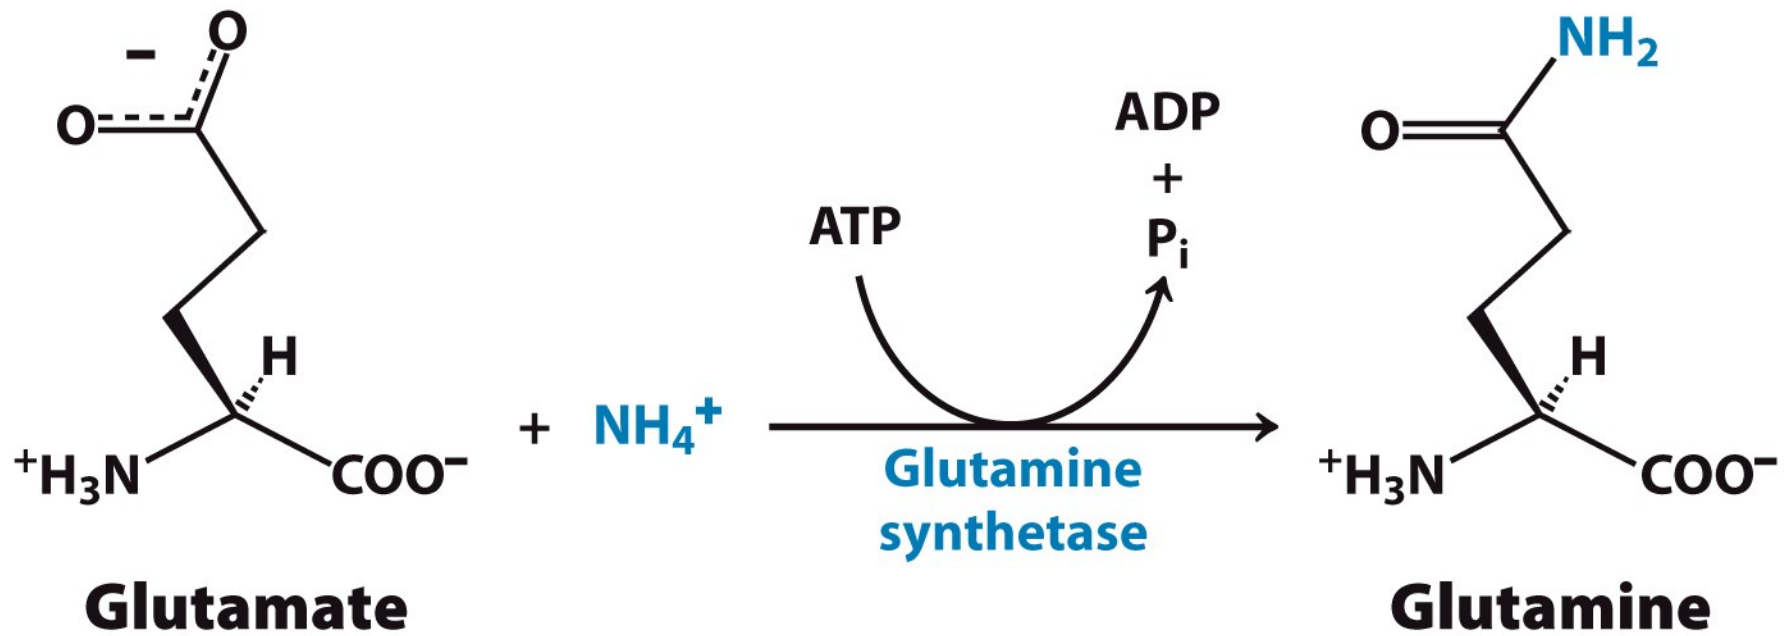 O
−
O
H
⁺H₃N
COO⁻
Glutamate
+
NH₄⁺
ATP
ADP
+
Pᵢ
Glutamine
synthetase
NH₂
O
H
⁺H₃N
COO⁻
Glutamine